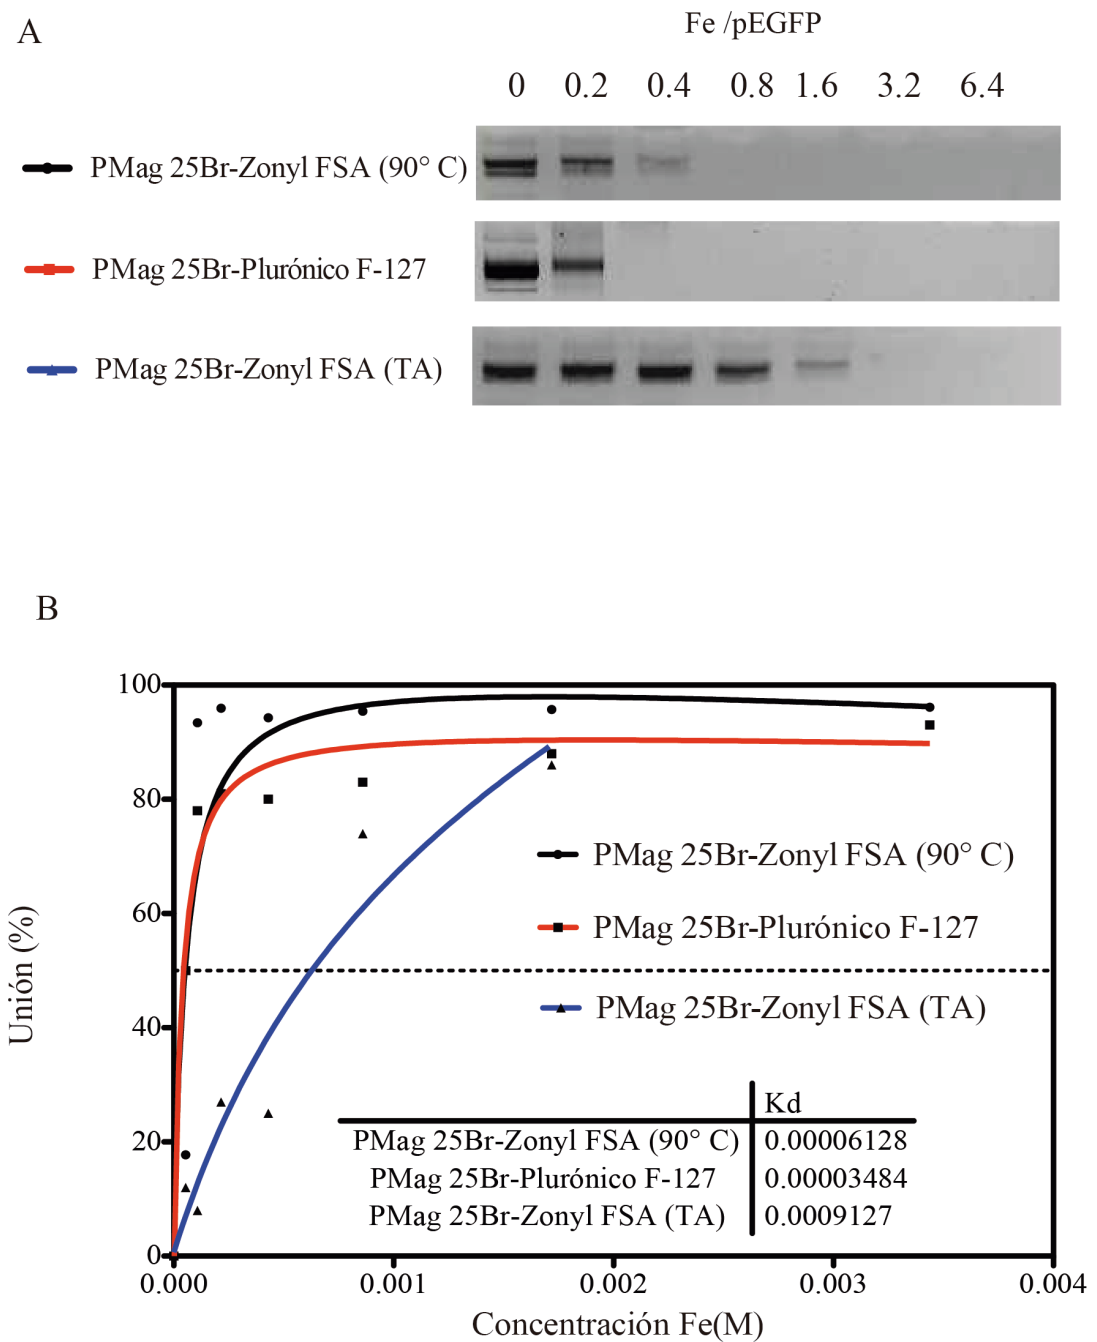 A
Fe /pEGFP
0 0.2 0.4 0.8 1.6 3.2 6.4
PMag 25Br-Zonyl FSA (90° C)
PMag 25Br-Plurónico F-127
PMag 25Br-Zonyl FSA (TA)
B
100
80
60
40
20
0
Unión (%)
PMag 25Br-Zonyl FSA (90° C)
PMag 25Br-Plurónico F-127
PMag 25Br-Zonyl FSA (TA)
Kd
PMag 25Br-Zonyl FSA (90° C) 0.00006128
PMag 25Br-Plurónico F-127 0.00003484
PMag 25Br-Zonyl FSA (TA) 0.0009127
0.000 0.001 0.002 0.003 0.004
Concentración Fe(M)